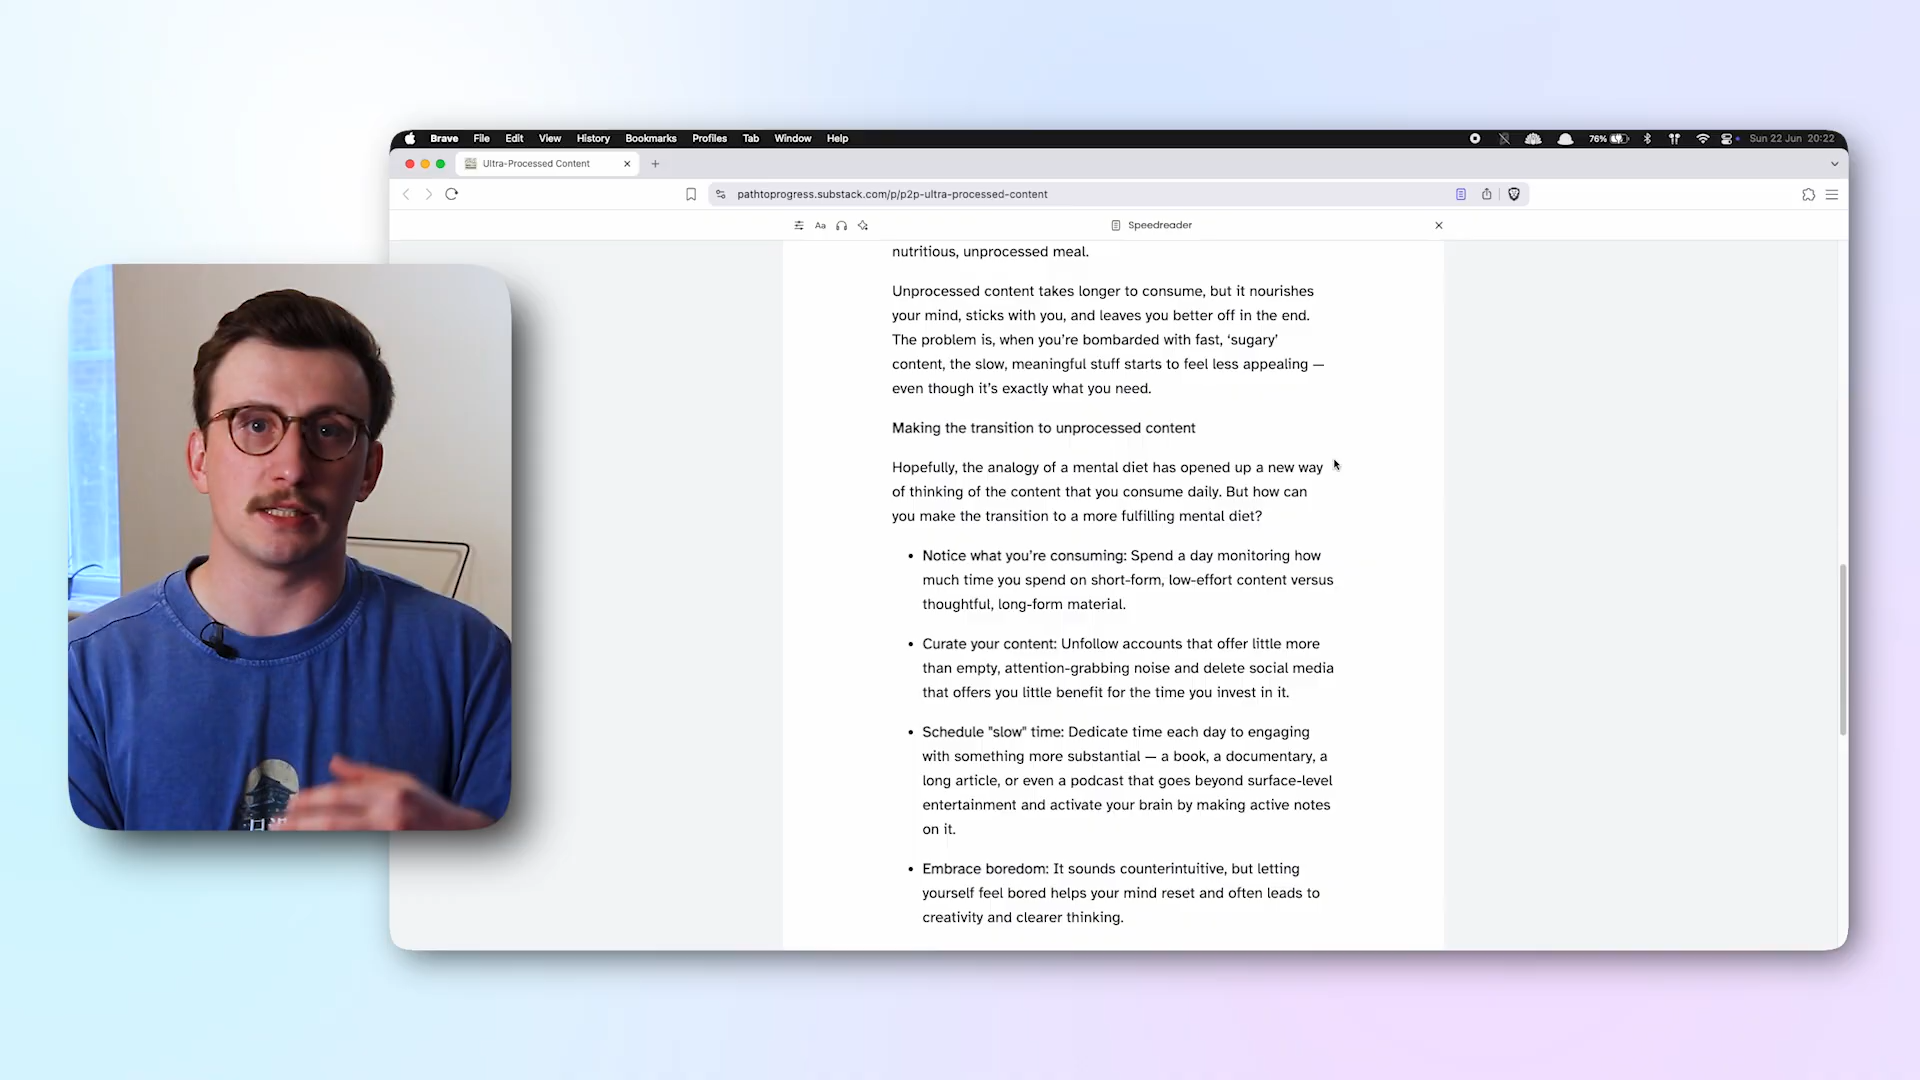 Brave File Edit View History Bookmarks Profiles Tab Window Help 76% Sun 22 Jun 20:22
Ultra-Processed Content
pathtoprogress.substack.com/p/p2p-ultra-processed-content
Aa Speedreader
nutritious, unprocessed meal.
Unprocessed content takes longer to consume, but it nourishes
your mind, sticks with you, and leaves you better off in the end.
The problem is, when you’re bombarded with fast, ‘sugary’
content, the slow, meaningful stuff starts to feel less appealing —
even though it’s exactly what you need.
Making the transition to unprocessed content
Hopefully, the analogy of a mental diet has opened up a new way
of thinking of the content that you consume daily. But how can
you make the transition to a more fulfilling mental diet?
• Notice what you’re consuming: Spend a day monitoring how
much time you spend on short-form, low-effort content versus
thoughtful, long-form material.
• Curate your content: Unfollow accounts that offer little more
than empty, attention-grabbing noise and delete social media
that offers you little benefit for the time you invest in it.
• Schedule "slow" time: Dedicate time each day to engaging
with something more substantial — a book, a documentary, a
long article, or even a podcast that goes beyond surface-level
entertainment and activate your brain by making active notes
on it.
• Embrace boredom: It sounds counterintuitive, but letting
yourself feel bored helps your mind reset and often leads to
creativity and clearer thinking.